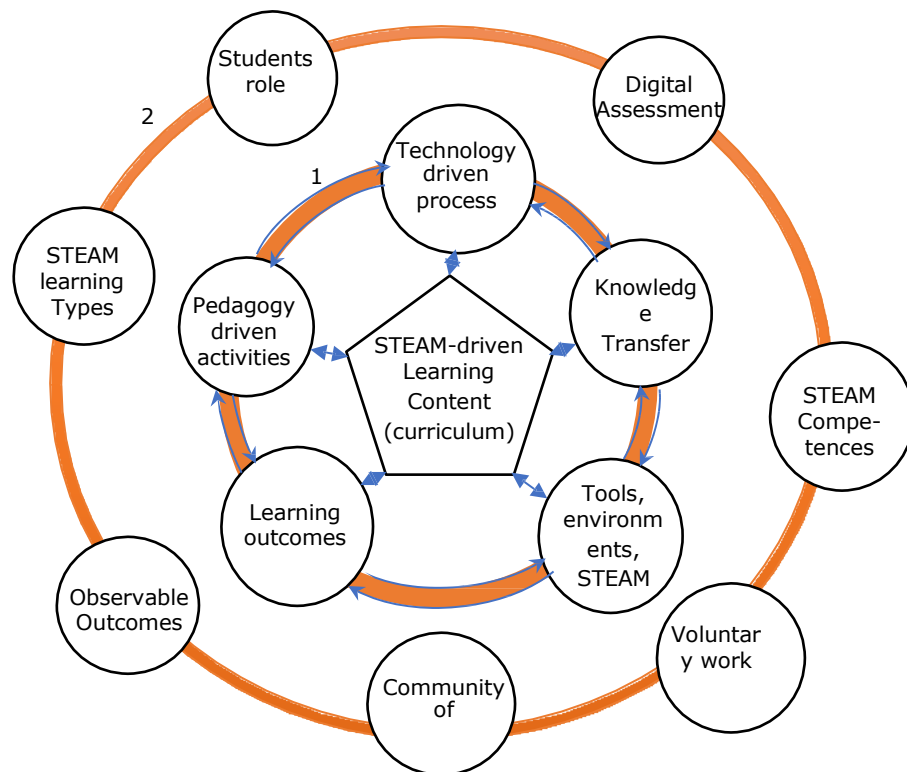 Students
role
Digital
Assessment
2
Technology
driven
process
1
STEAM
learning
Types
Pedagogy
driven
activities
Knowledg
e
Transfer
STEAM-driven
Learning
Content
(curriculum)
STEAM
Compe-
tences
Learning
outcomes
Tools,
environm
ents,
STEAM
Observable
Outcomes
Voluntar
y work
Community
of